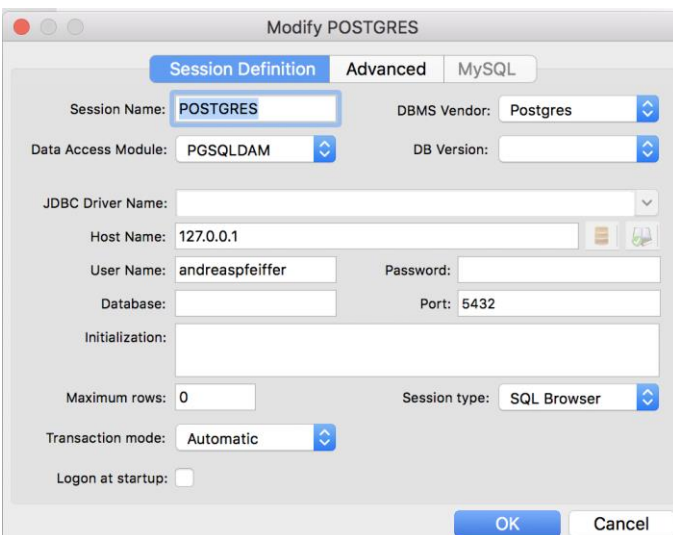 Modify POSTGRES
Session Definition Advanced MySQL
Session Name: POSTGRES DBMS Vendor: Postgres
Data Access Module: PGSQLDAM DB Version:
JDBC Driver Name:
Host Name: 127.0.0.1
User Name: andreaspfeiffer Password:
Database: Port: 5432
Initialization:
Maximum rows: 0 Session type: SQL Browser
Transaction mode: Automatic
Logon at startup:
OK Cancel